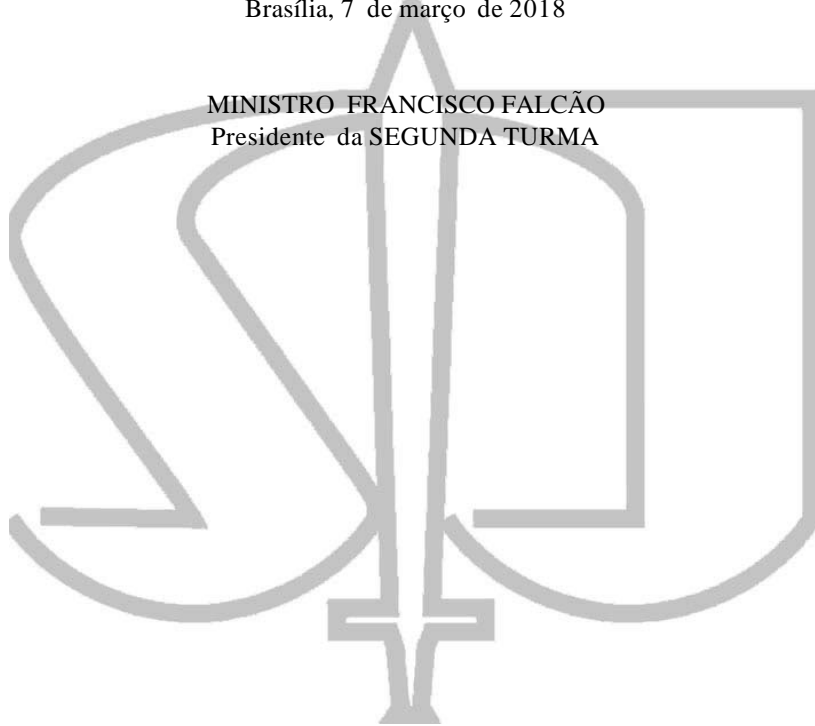 Brasília, 7 de março de 2018
MINISTRO FRANCISCO FALCÃO
Presidente da SEGUNDA TURMA